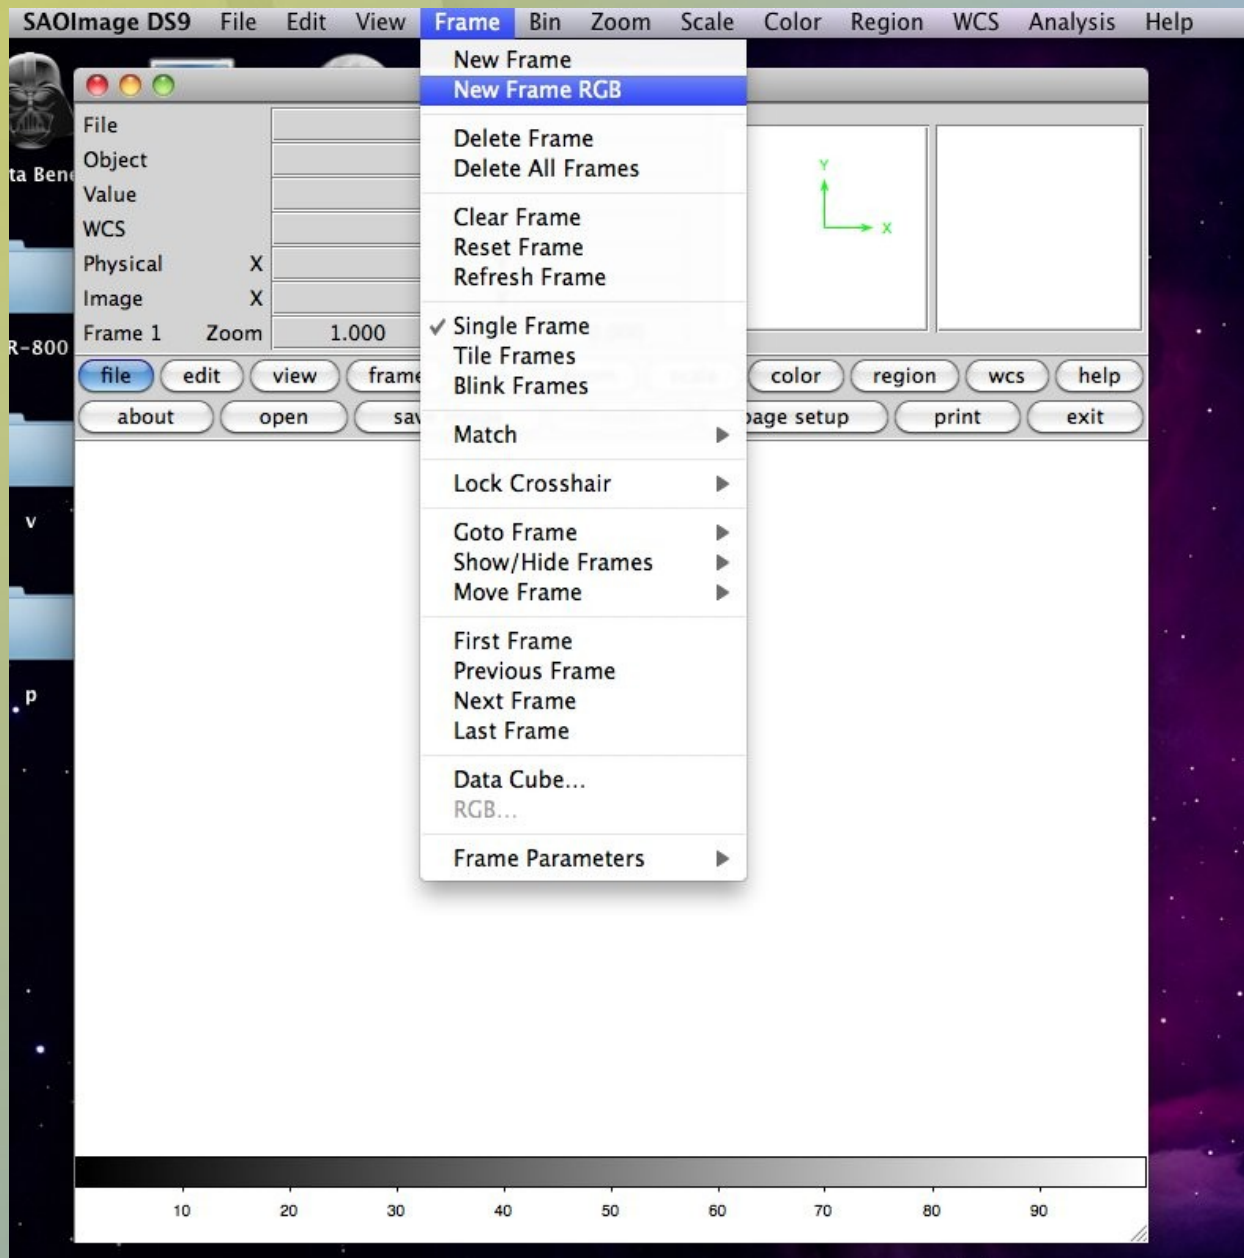 SAOImage DS9 File Edit View Frame Bin Zoom Scale Color Region WCS Analysis Help
New Frame
New Frame RGB
Delete Frame
Delete All Frames
Clear Frame
Reset Frame
Refresh Frame
✓ Single Frame
Tile Frames
Blink Frames
Match
Lock Crosshair
Goto Frame
Show/Hide Frames
Move Frame
First Frame
Previous Frame
Next Frame
Last Frame
Data Cube...
RGB...
Frame Parameters
File
Object
Value
WCS
Physical X
Image X
Frame 1 Zoom 1.000
Y
X
file edit view frame color region wcs help
about open sav page setup print exit
ta Bene
R-800
v
p
10 20 30 40 50 60 70 80 90